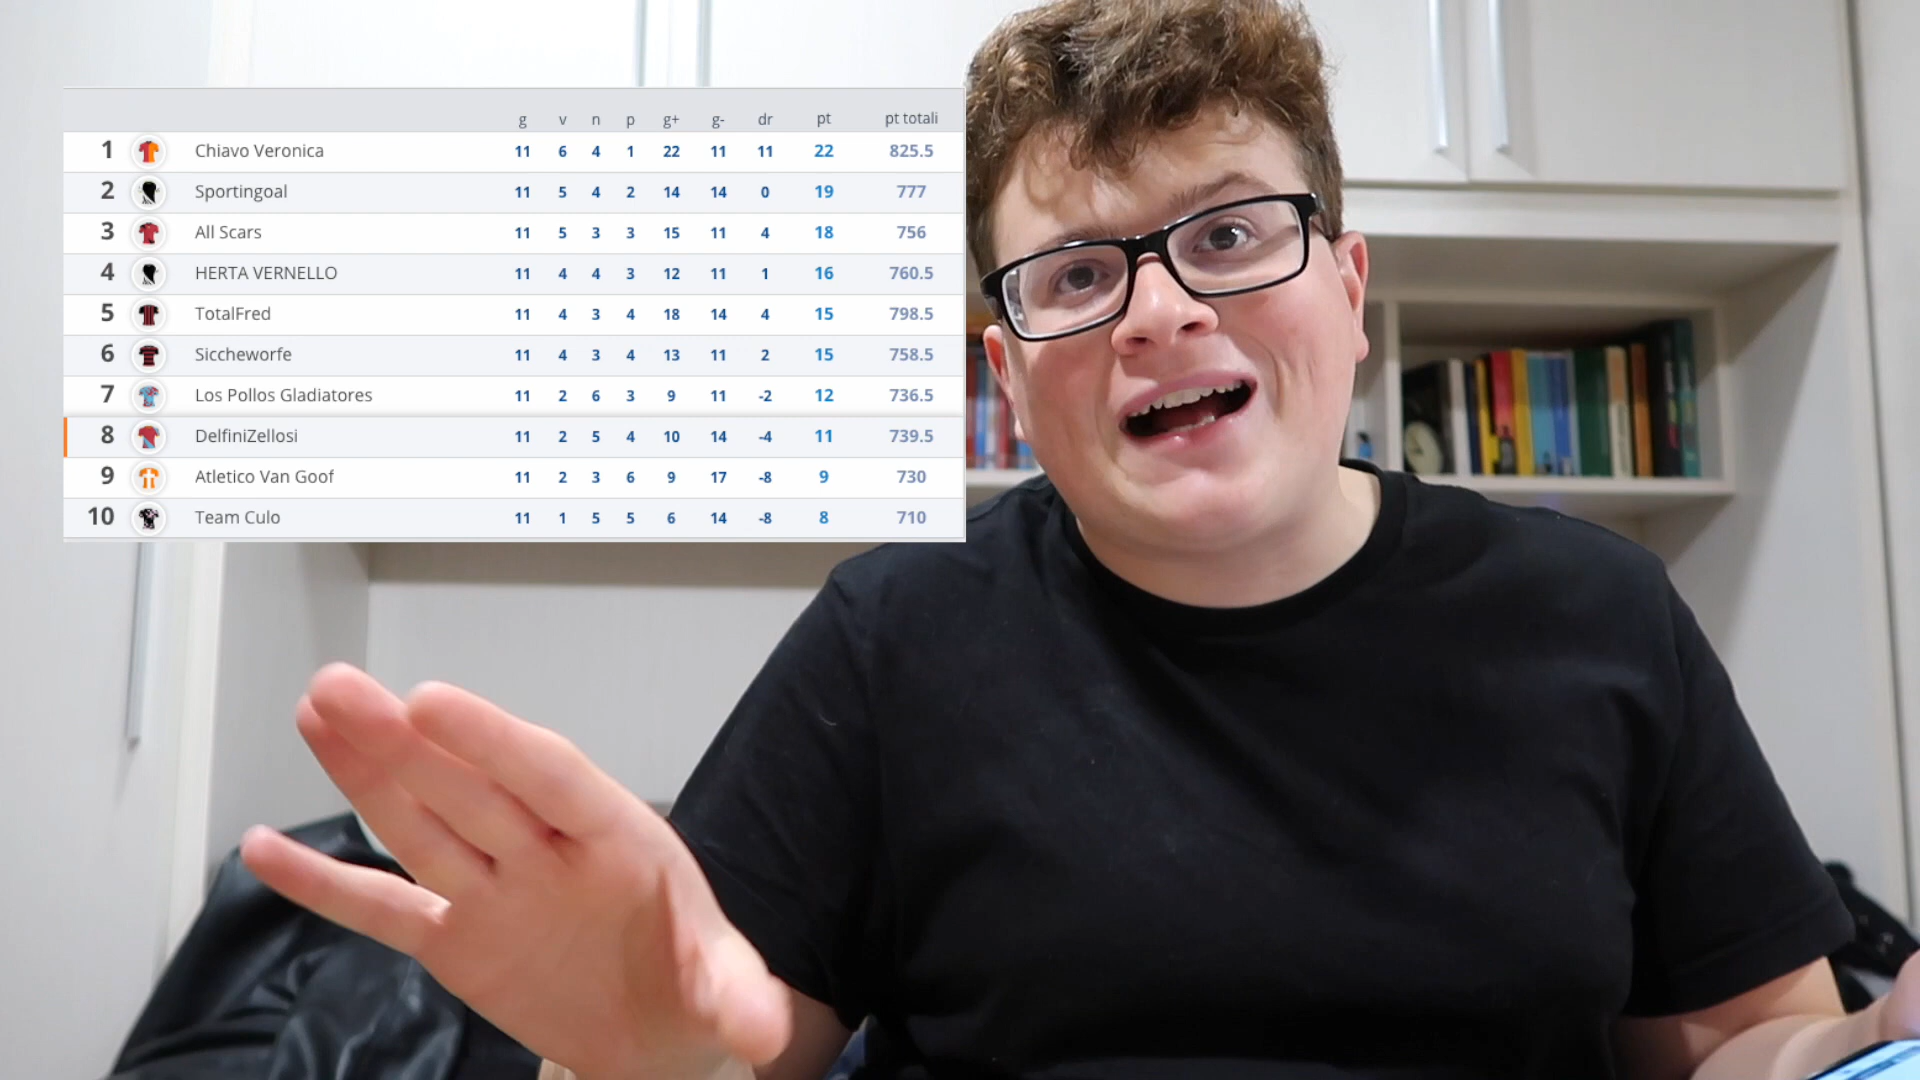 g v n p g+ g- dr pt pt totali
1 Chiavo Veronica 11 6 4 1 22 11 11 22 825.5
2 Sportingoal 11 5 4 2 14 14 0 19 777
3 All Scars 11 5 3 3 15 11 4 18 756
4 HERTA VERNELLO 11 4 4 3 12 11 1 16 760.5
5 TotalFred 11 4 3 4 18 14 4 15 798.5
6 Siccheworfe 11 4 3 4 13 11 2 15 758.5
7 Los Pollos Gladiatores 11 2 6 3 9 11 -2 12 736.5
8 DelfiniZellosi 11 2 5 4 10 14 -4 11 739.5
9 Atletico Van Goof 11 2 3 6 9 17 -8 9 730
10 Team Culo 11 1 5 5 6 14 -8 8 710